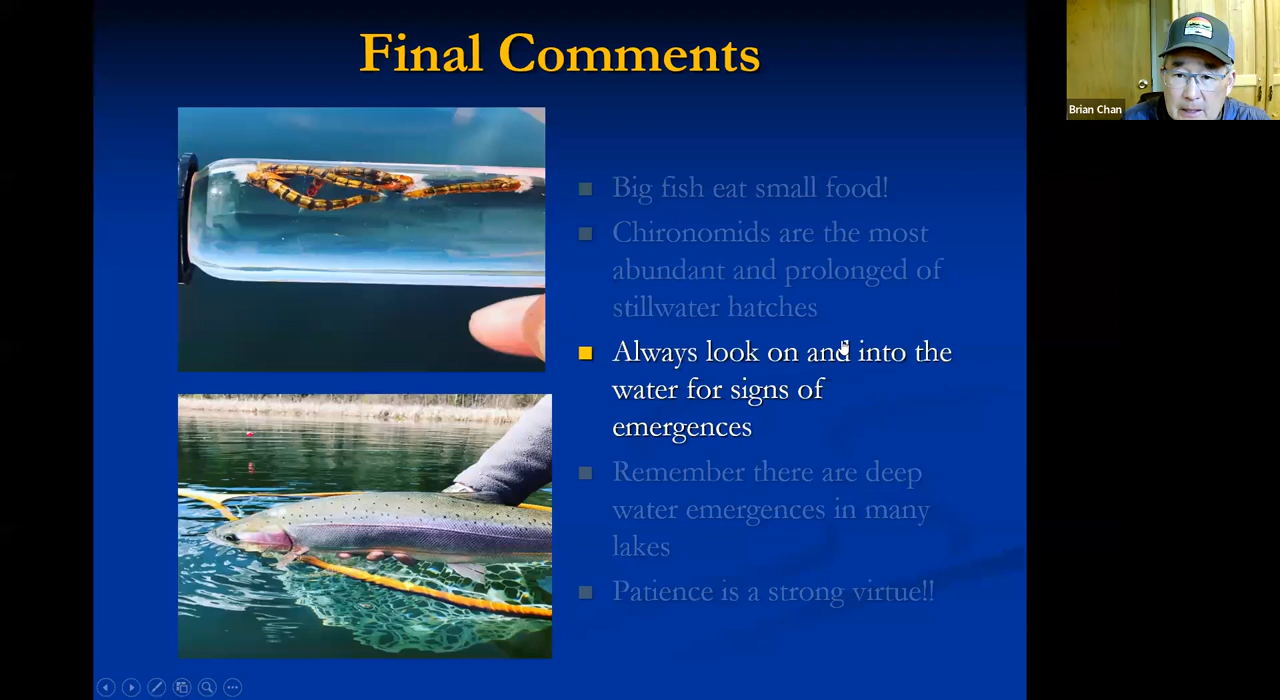 Final Comments
Brian Chan
Big fish eat small food!
Chironomids are the most
abundant and prolonged of
stillwater hatches
Always look on and into the
water for signs of
emergences
Remember there are deep
water emergences in many
lakes
Patience is a strong virtue!!